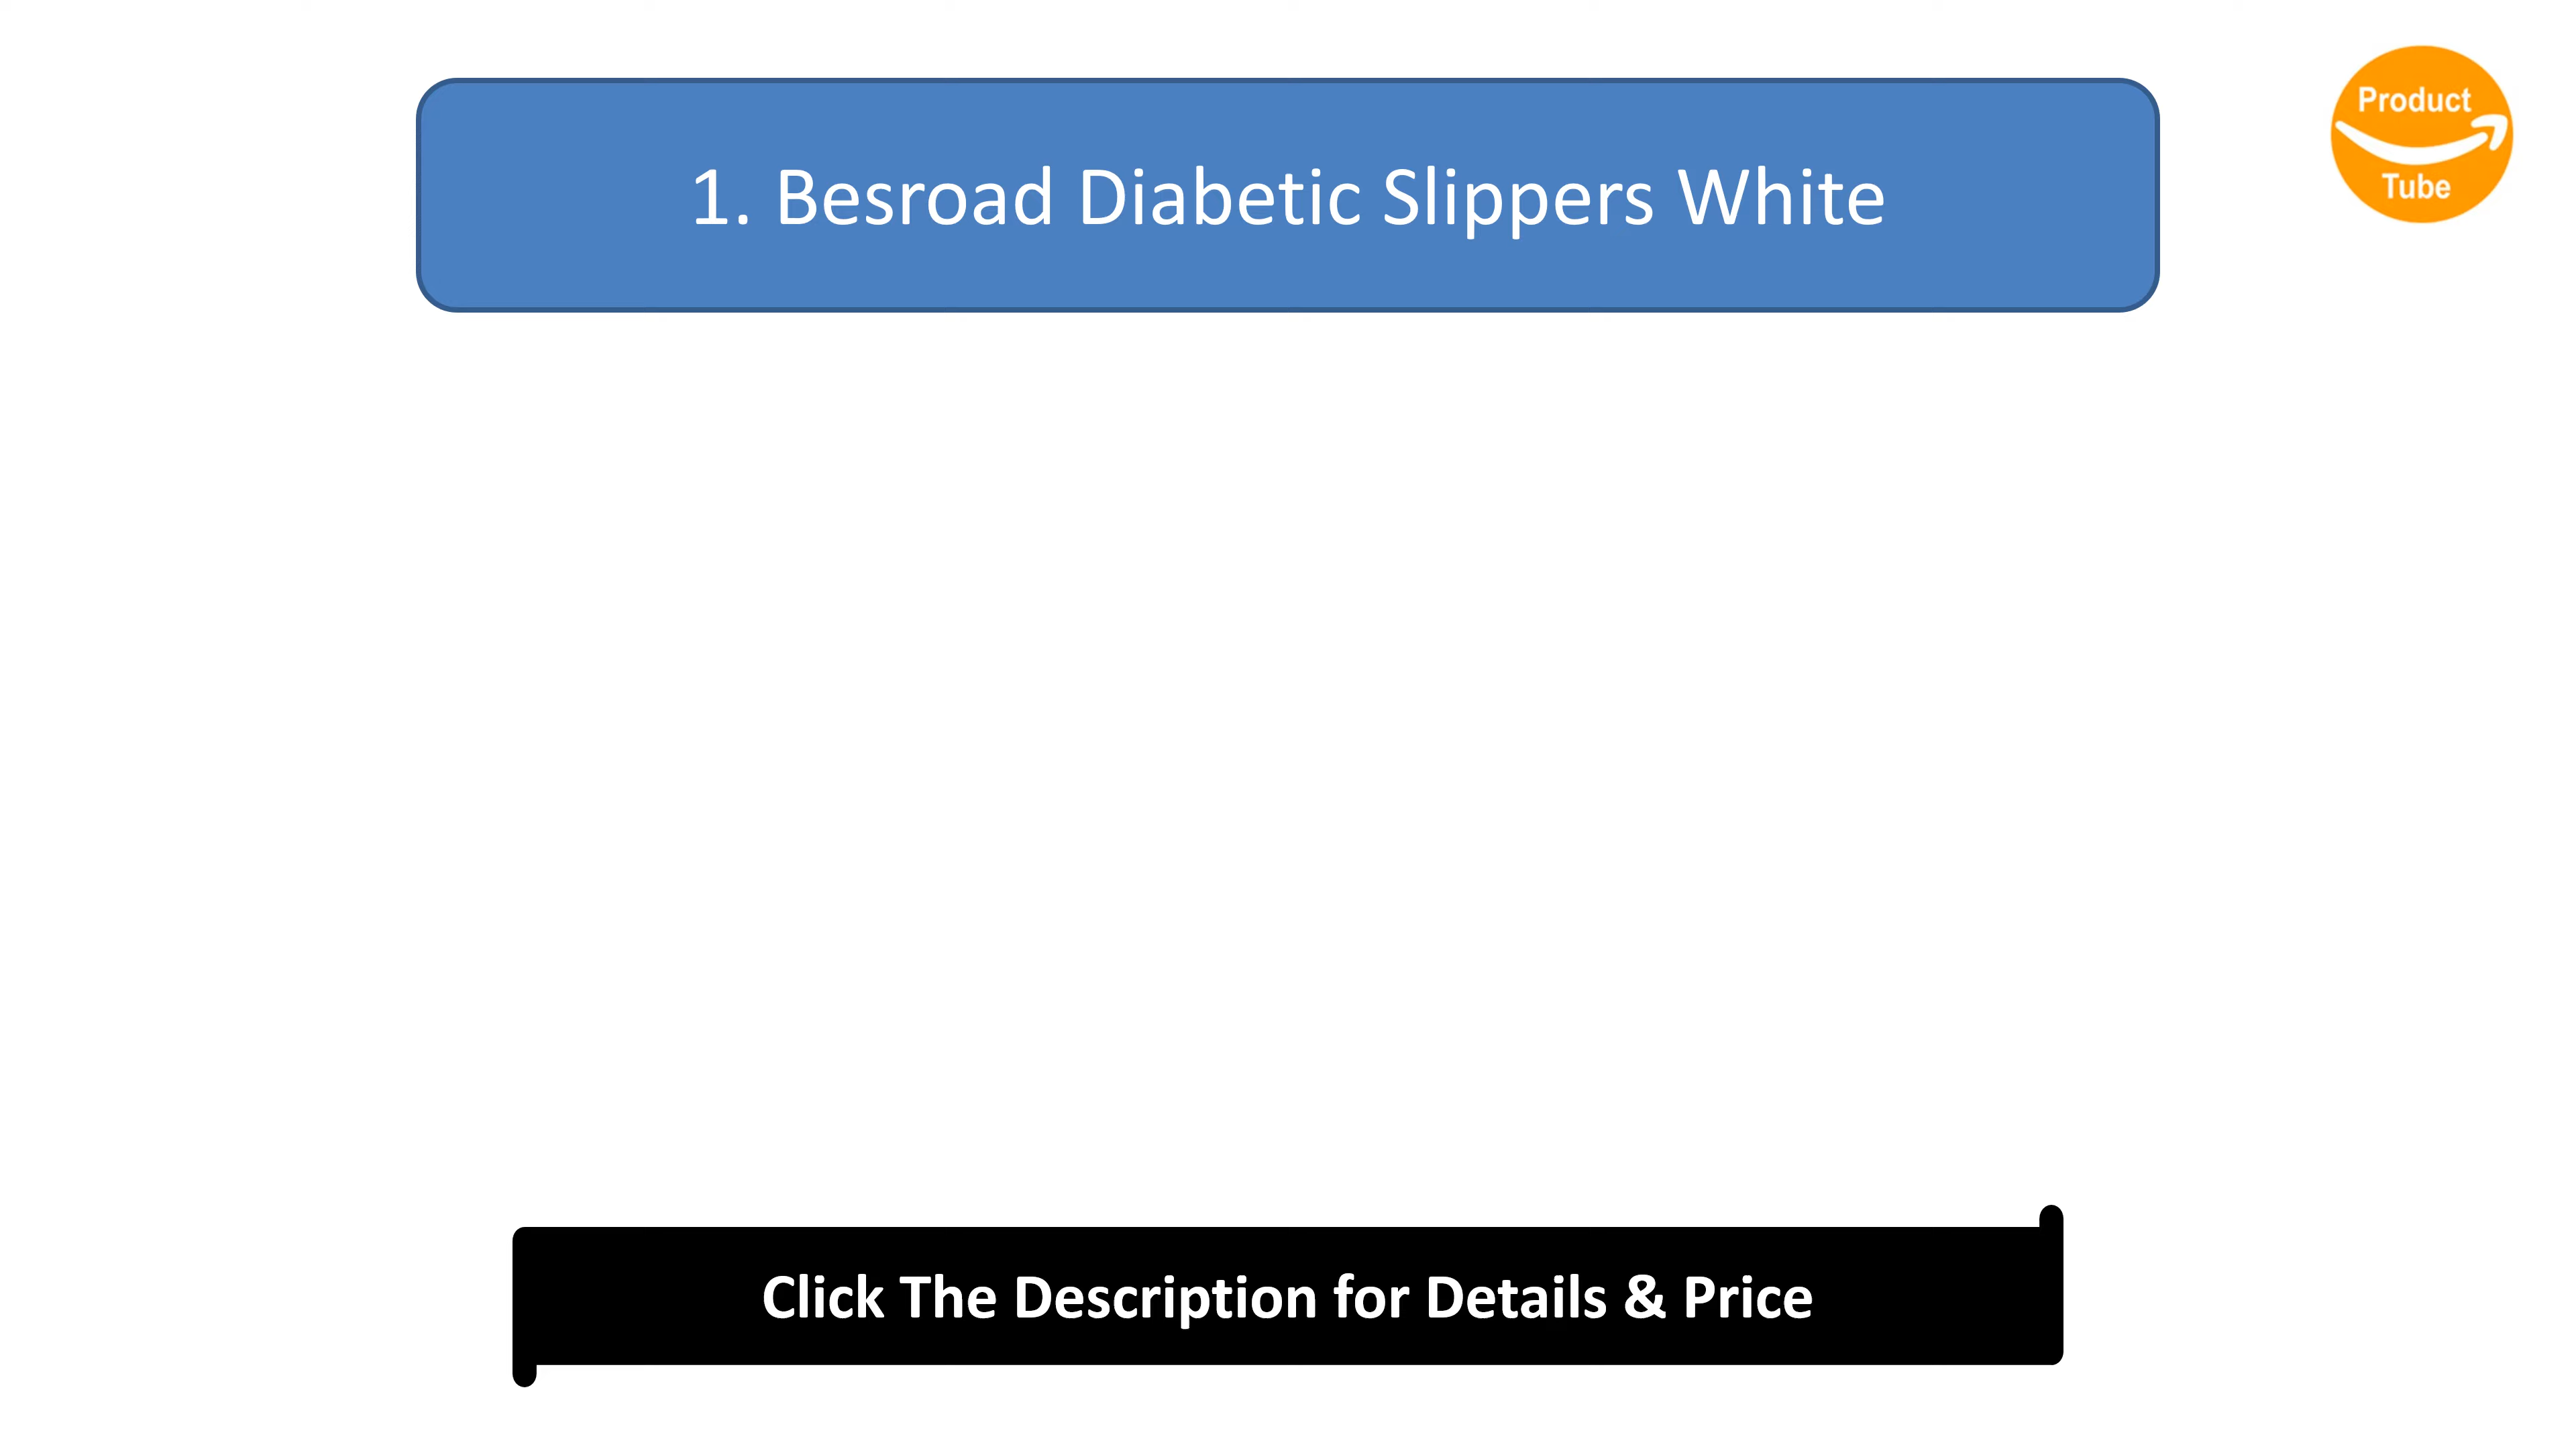 1. Besroad Diabetic Slippers White
Product
Tube
Click The Description for Details & Price